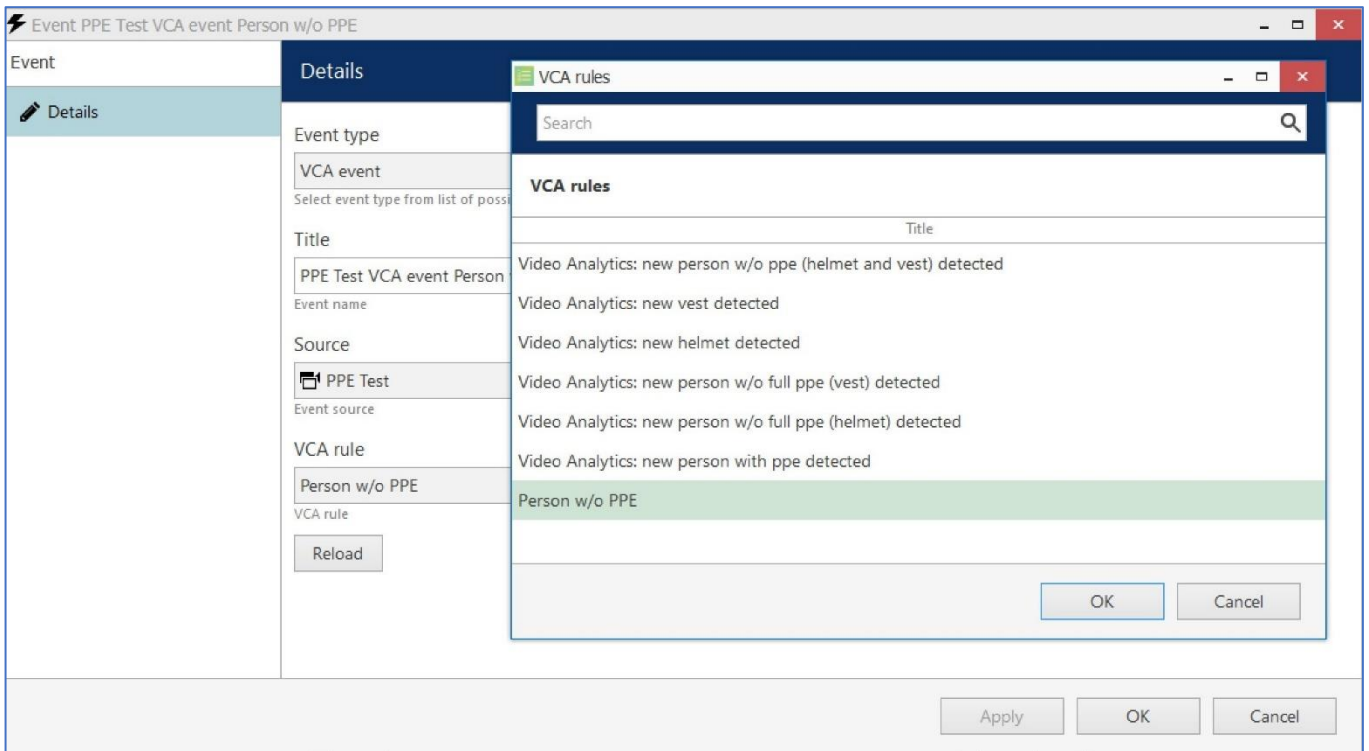 Event PPE Test VCA event Person w/o PPE
Event
Details
Details
Event type
VCA event
Select event type from list of possi
Title
PPE Test VCA event Person
Event name
Source
PPE Test
Event source
VCA rule
Person w/o PPE
VCA rule
Reload
VCA rules
Search
VCA rules
Title
Video Analytics: new person w/o ppe (helmet and vest) detected
Video Analytics: new vest detected
Video Analytics: new helmet detected
Video Analytics: new person w/o full ppe (vest) detected
Video Analytics: new person w/o full ppe (helmet) detected
Video Analytics: new person with ppe detected
Person w/o PPE
OK
Cancel
Apply
OK
Cancel